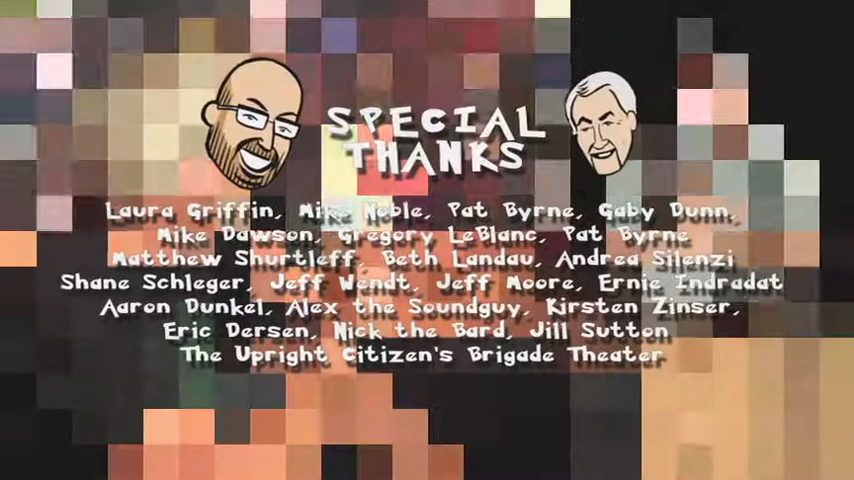 SPECIAL
THANKS
Laura Griffin, Mike Noble, Pat Byrne, Gaby Dunn,
Mike Dawson, Gregory LeBlanc, Pat Byrne
Matthew Shurtleff, Beth Landau, Andrea Silenzi
Shane Schleger, Jeff Wendt, Jeff Moore, Ernie Indradat
Aaron Dunkel, Alex the Soundguy, Kirsten Zinser,
Eric Dersen, Nick the Bard, Jill Sutton
The Upright Citizen's Brigade Theater